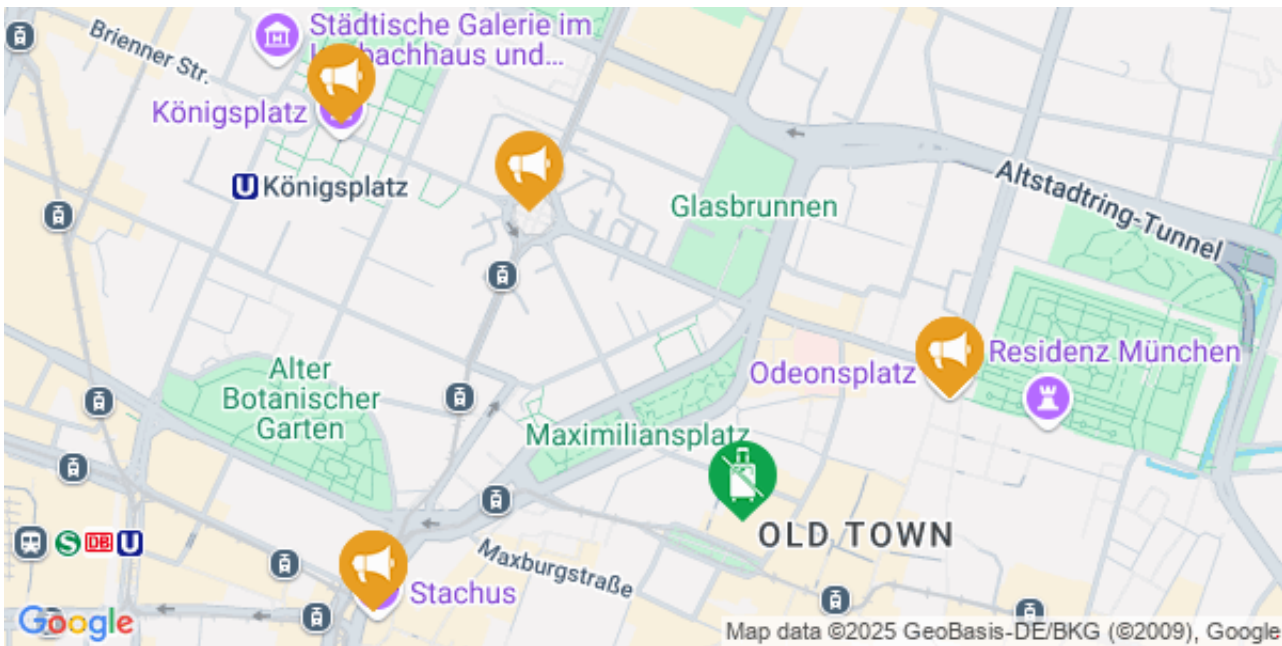 Brienner Str.
Städtische Galerie im
bachhaus und...
Königsplatz
U Königsplatz
Glasbrunnen
Altstadtring-Tunnel
Alter
Botanischer
Garten
Odeonsplatz
Residenz München
Maximiliansplatz
OLD TOWN
S DB U
Maxburgstraße
Stachus
Google
Map data ©2025 GeoBasis-DE/BKG (©2009), Google